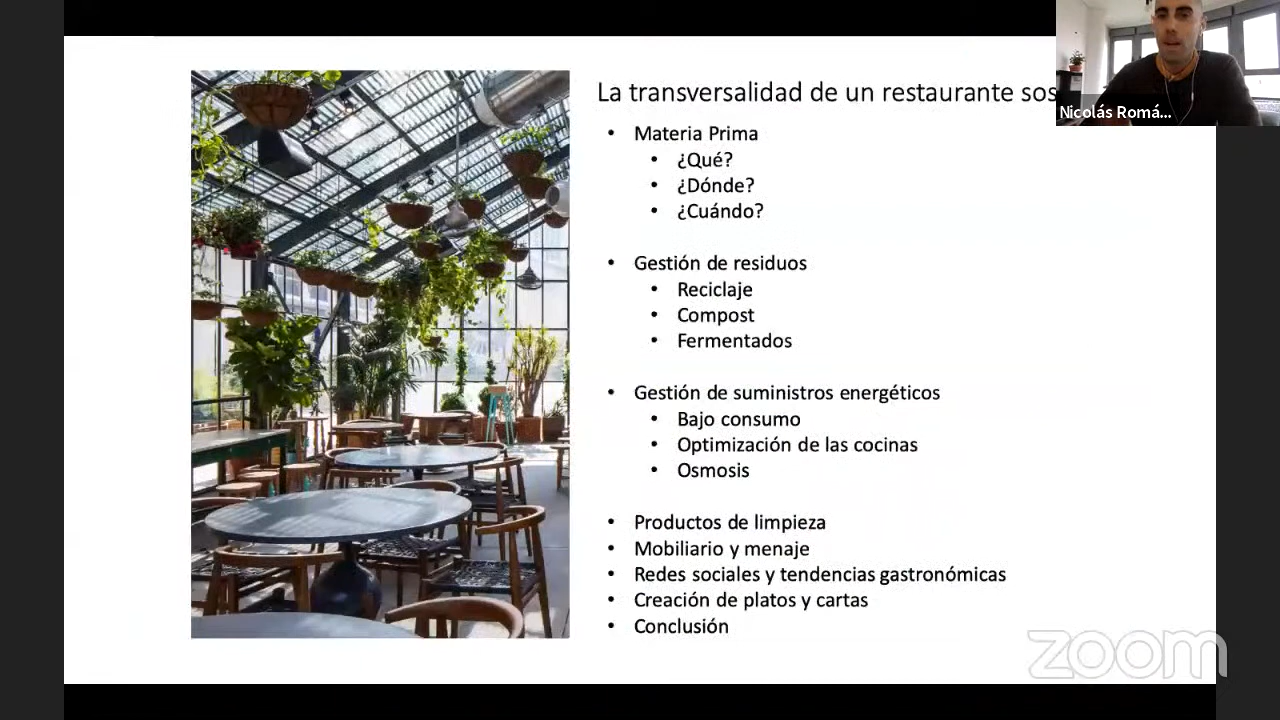 La transversalidad de un restaurante sos
Nicolás Romá...
• Materia Prima
• ¿Qué?
• ¿Dónde?
• ¿Cuándo?
• Gestión de residuos
• Reciclaje
• Compost
• Fermentados
• Gestión de suministros energéticos
• Bajo consumo
• Optimización de las cocinas
• Osmosis
• Productos de limpieza
• Mobiliario y menaje
• Redes sociales y tendencias gastronómicas
• Creación de platos y cartas
• Conclusión
zoom